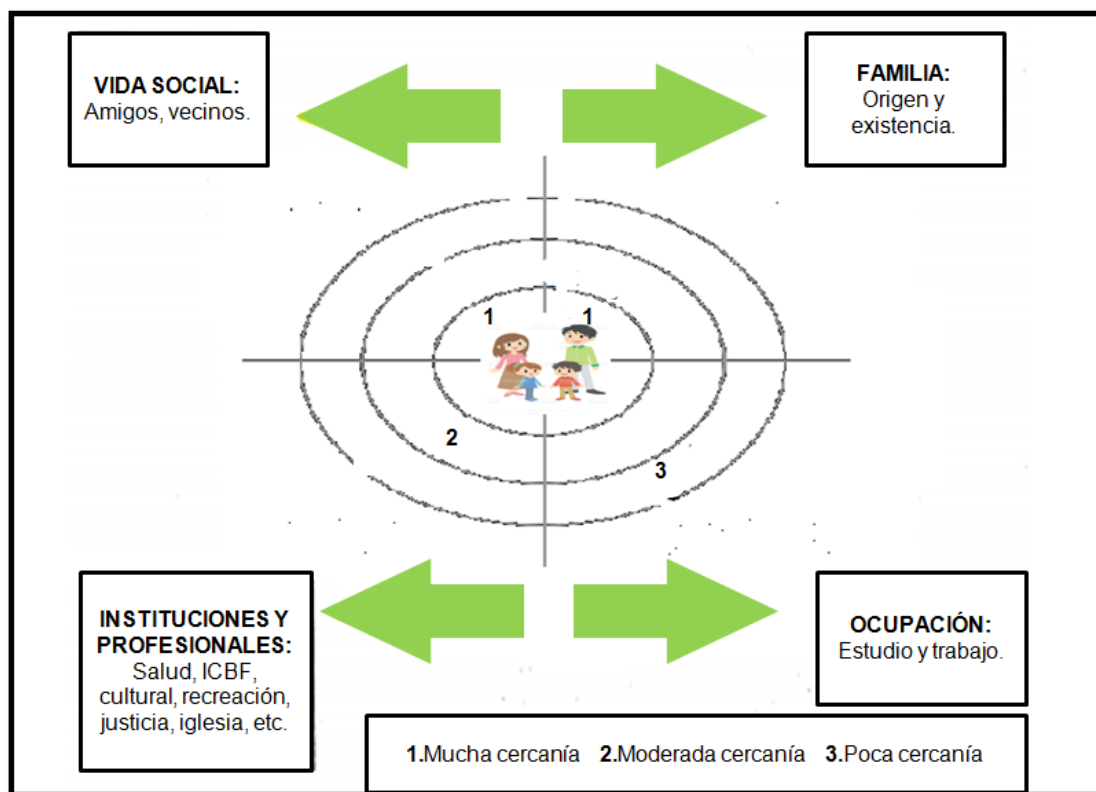 VIDA SOCIAL:
Amigos, vecinos.
FAMILIA:
Origen y
existencia.
1
1
2
3
INSTITUCIONES Y
PROFESIONALES:
Salud, ICBF,
cultural, recreación,
justicia, iglesia, etc.
OCUPACIÓN:
Estudio y trabajo.
1.Mucha cercanía 2.Moderada cercanía 3.Poca cercanía